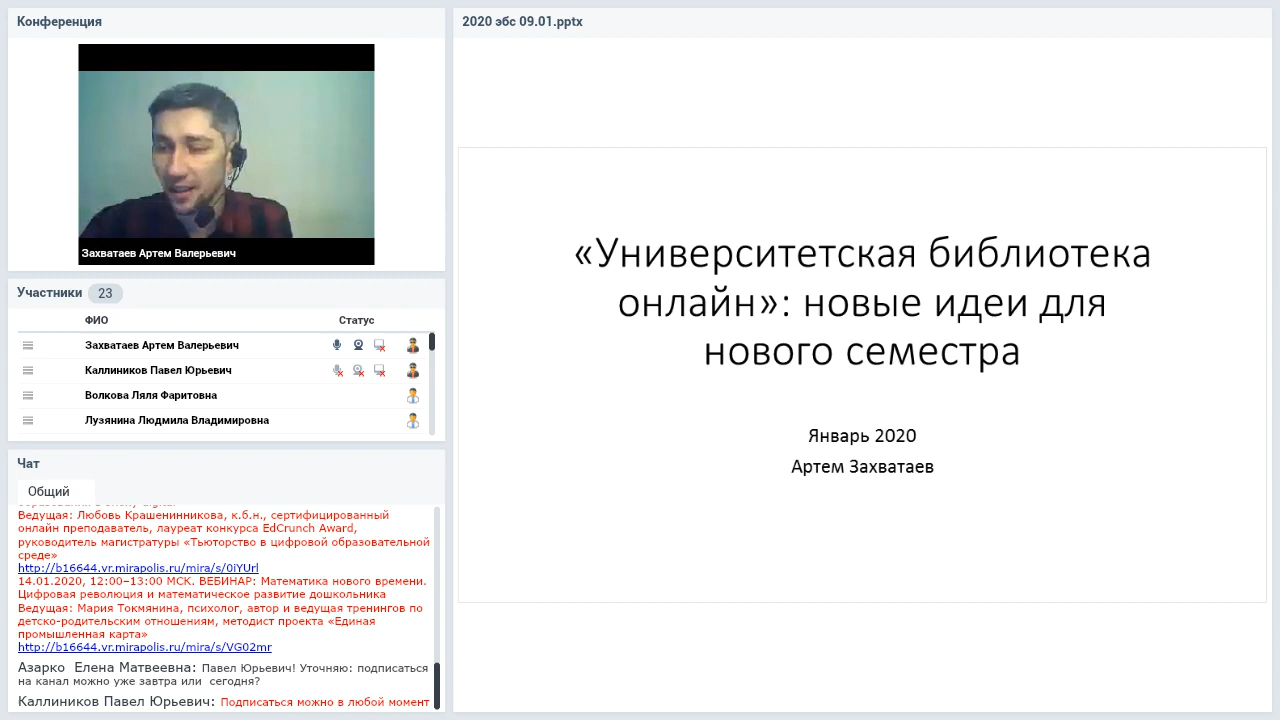 Конференция
Захватаев Артем Валерьевич
Участники 23
ФИО Статус
Захватаев Артем Валерьевич
Каллиников Павел Юрьевич
Волкова Ляля Фаритовна
Лузянина Людмила Владимировна
Чат
Общий
Ведущая: Любовь Крашенинникова, к.б.н., сертифицированный
онлайн преподаватель, лауреат конкурса EdCrunch Award,
руководитель магистратуры «Тьюторство в цифровой образовательной
среде»
http://b16644.vr.mirapolis.ru/mira/s/0iYUrl
14.01.2020, 12:00–13:00 МСК. ВЕБИНАР: Математика нового времени.
Цифровая революция и математическое развитие дошкольника
Ведущая: Мария Токмянина, психолог, автор и ведущая тренингов по
детско-родительским отношениям, методист проекта «Единая
промышленная карта»
http://b16644.vr.mirapolis.ru/mira/s/VG02mr
Азарко Елена Матвеевна: Павел Юрьевич! Уточняю: подписаться
на канал можно уже завтра или сегодня?
Каллиников Павел Юрьевич: Подписаться можно в любой момент
2020 эбс 09.01.pptx
«Университетская библиотека
онлайн»: новые идеи для
нового семестра
Январь 2020
Артем Захватаев